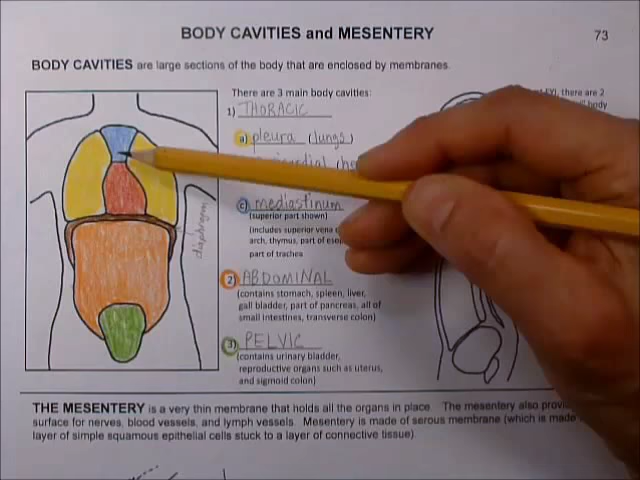 BODY CAVITIES and MESENTERY
73
BODY CAVITIES are large sections of the body that are enclosed by membranes.
There are 3 main body cavities:
1) THORACIC
a) pleura (lungs)
c) mediastinum
(superior part shown)
(includes superior vena
arch, thymus, part of
part of trachea
diaphragm
2) ABDOMINAL
(contains stomach, spleen, liver,
gall bladder, part of pancreas, all of
small intestines, transverse colon)
3) PELVIC
(contains urinary bladder,
reproductive organs such as uterus,
and sigmoid colon)
there are 2
body
THE MESENTERY is a very thin membrane that holds all the organs in place. The mesentery also
surface for nerves, blood vessels, and lymph vessels. Mesentery is made of serous membrane (which is made
layer of simple squamous epithelial cells stuck to a layer of connective tissue).